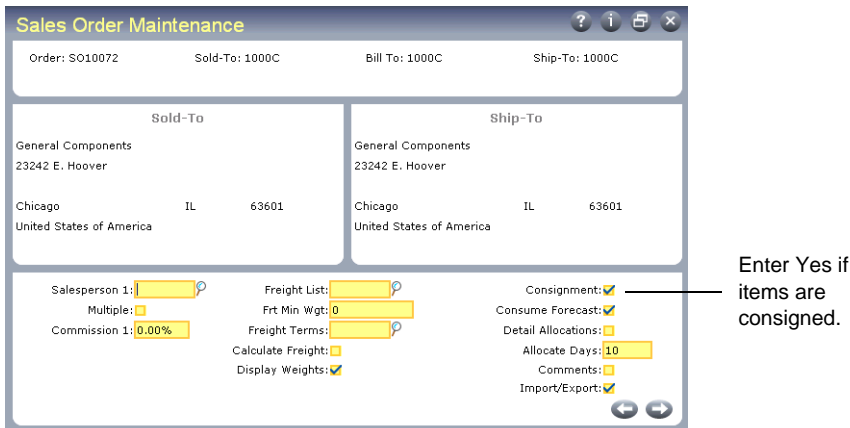 Sales Order Maintenance
Order: SO10072 Sold-To: 1000C Bill To: 1000C Ship-To: 1000C
Sold-To
General Components
23242 E. Hoover
Chicago IL 63601
United States of America
Ship-To
General Components
23242 E. Hoover
Chicago IL 63601
United States of America
Salesperson 1:
Multiple:
Commission 1: 0.00%
Freight List:
Frt Min Wgt: 0
Freight Terms:
Calculate Freight:
Display Weights:
Consignment:
Consume Forecast:
Detail Allocations:
Allocate Days: 10
Comments:
Import/Export:
Enter Yes if
items are
consigned.